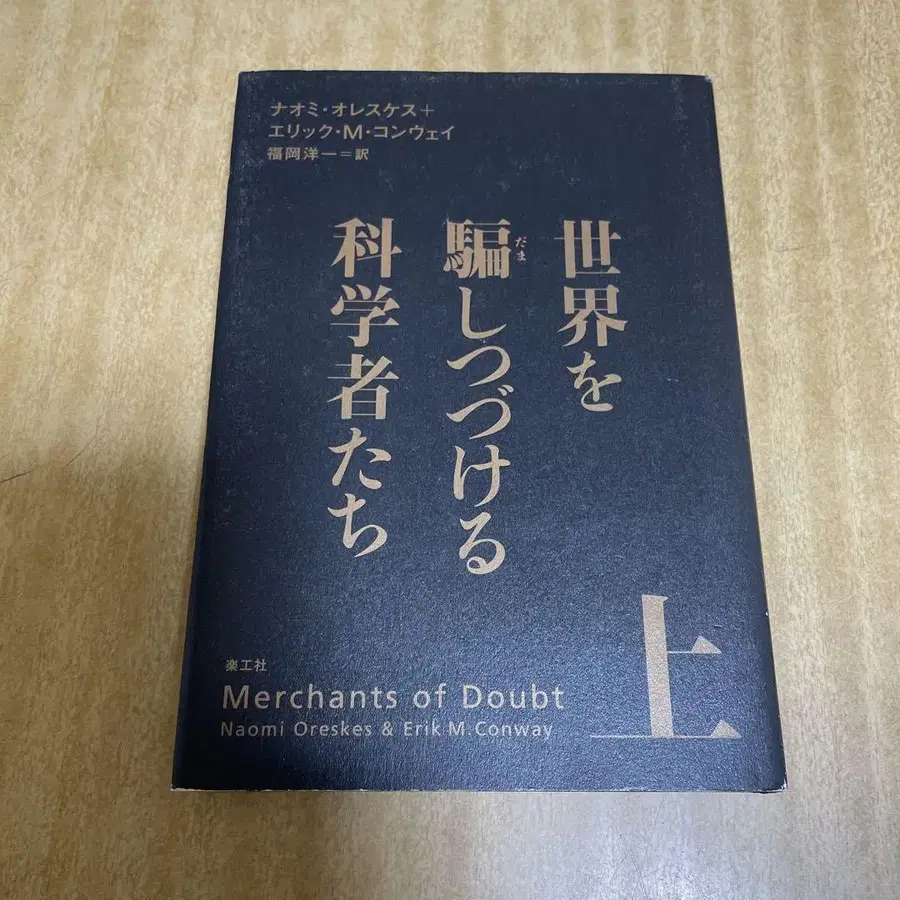 ナオミ・オレスケス＋
エリック・M・コンウェイ
福岡洋一＝訳
世界を
騙しつづける
だま
科学者たち
上
楽工社
Merchants of Doubt
Naomi Oreskes & Erik M. Conway